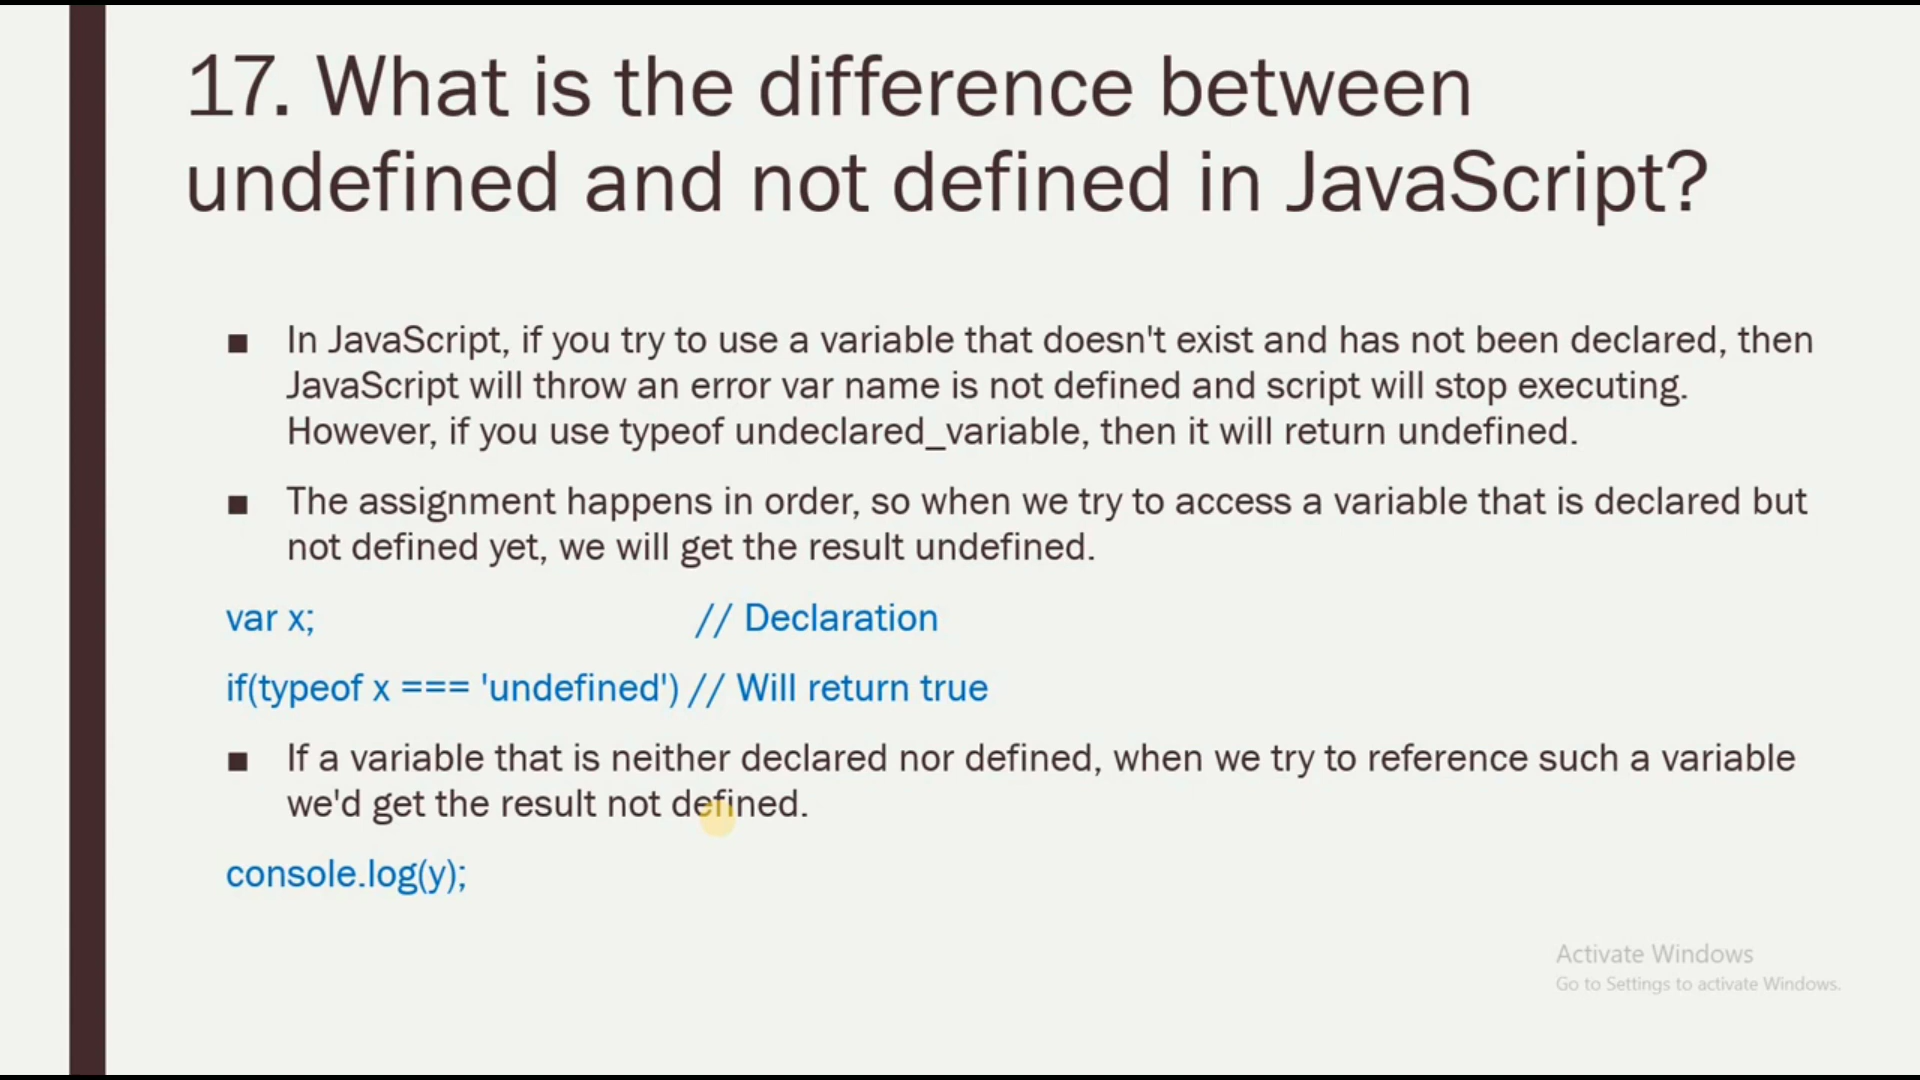 17. What is the difference between
undefined and not defined in JavaScript?
■ In JavaScript, if you try to use a variable that doesn't exist and has not been declared, then
JavaScript will throw an error var name is not defined and script will stop executing.
However, if you use typeof undeclared_variable, then it will return undefined.
■ The assignment happens in order, so when we try to access a variable that is declared but
not defined yet, we will get the result undefined.
var x; // Declaration
if(typeof x === 'undefined') // Will return true
■ If a variable that is neither declared nor defined, when we try to reference such a variable
we'd get the result not defined.
console.log(y);
Activate Windows
Go to Settings to activate Windows.